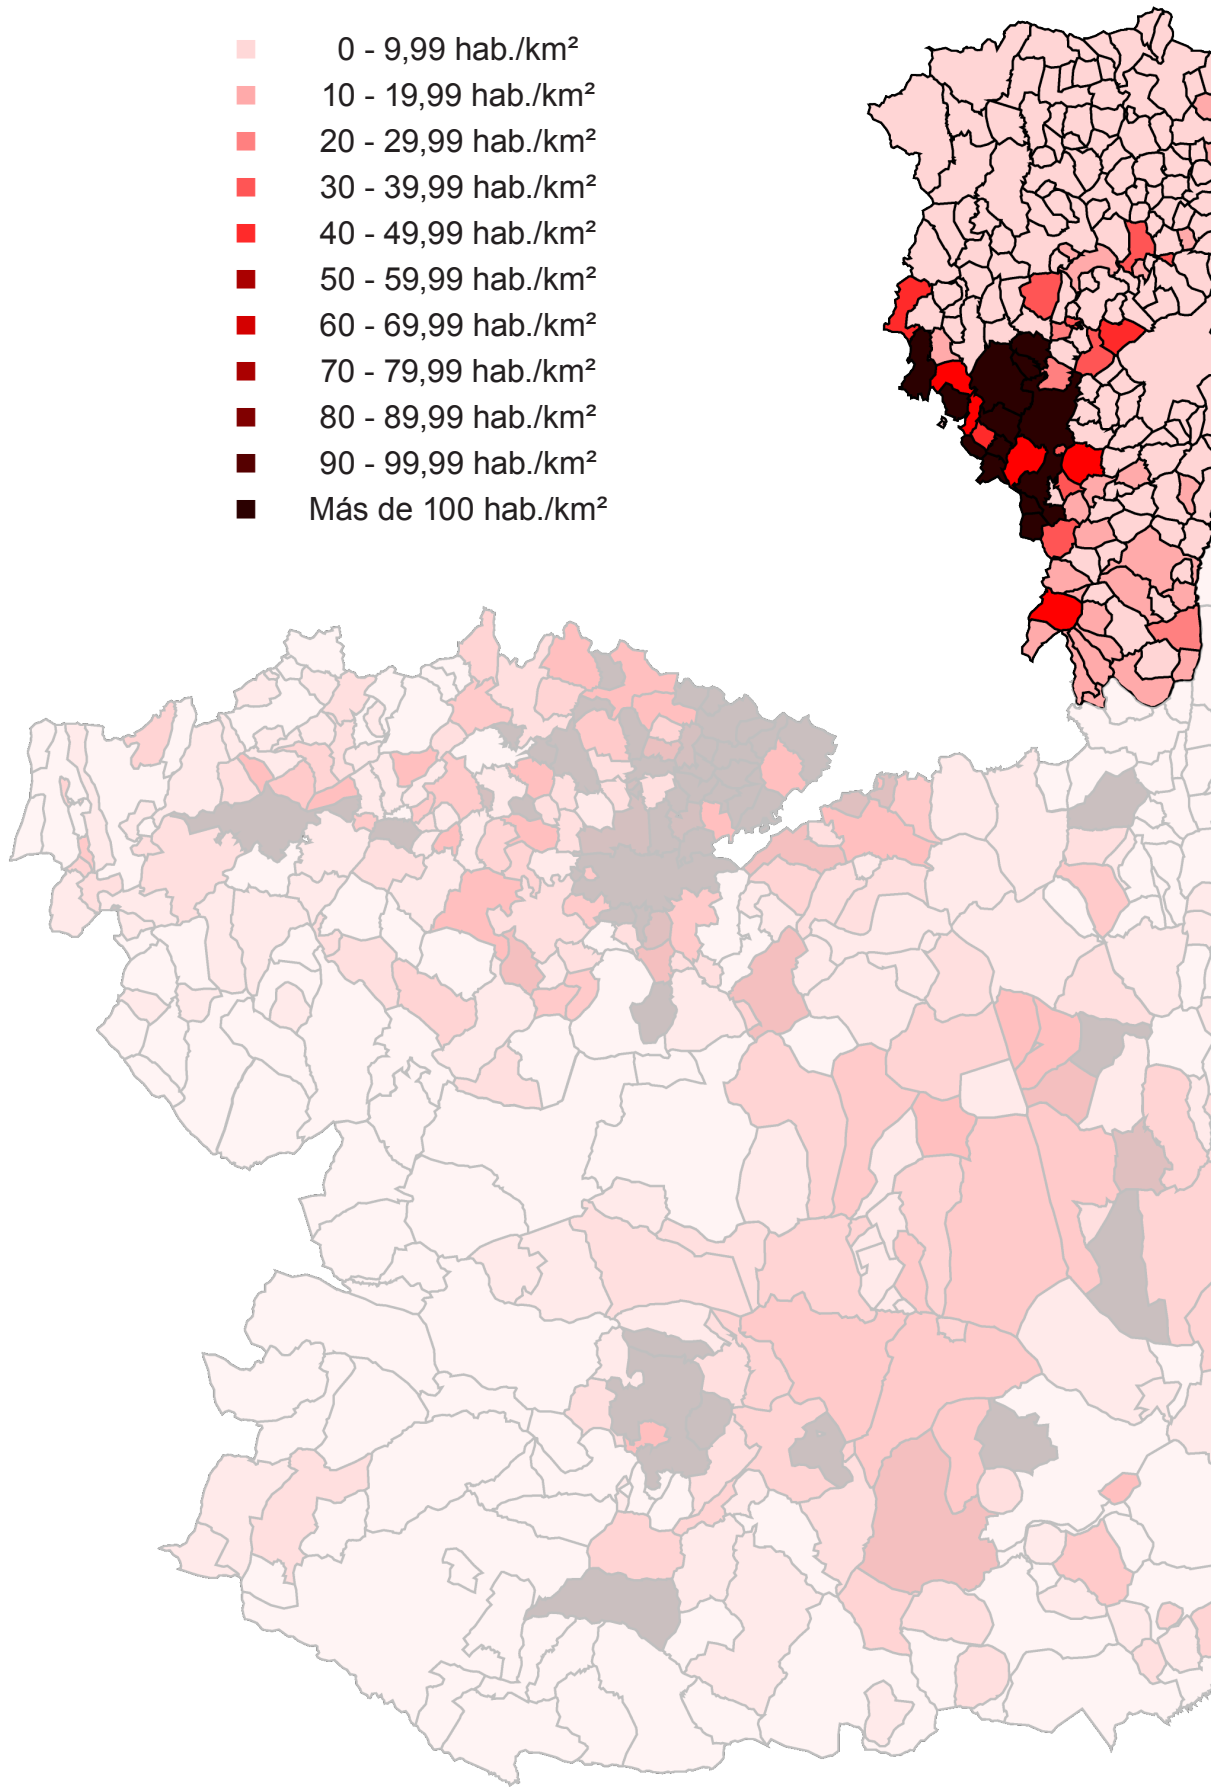 0 - 9,99 hab./km²
10 - 19,99 hab./km²
20 - 29,99 hab./km²
30 - 39,99 hab./km²
40 - 49,99 hab./km²
50 - 59,99 hab./km²
60 - 69,99 hab./km²
70 - 79,99 hab./km²
80 - 89,99 hab./km²
90 - 99,99 hab./km²
Más de 100 hab./km²